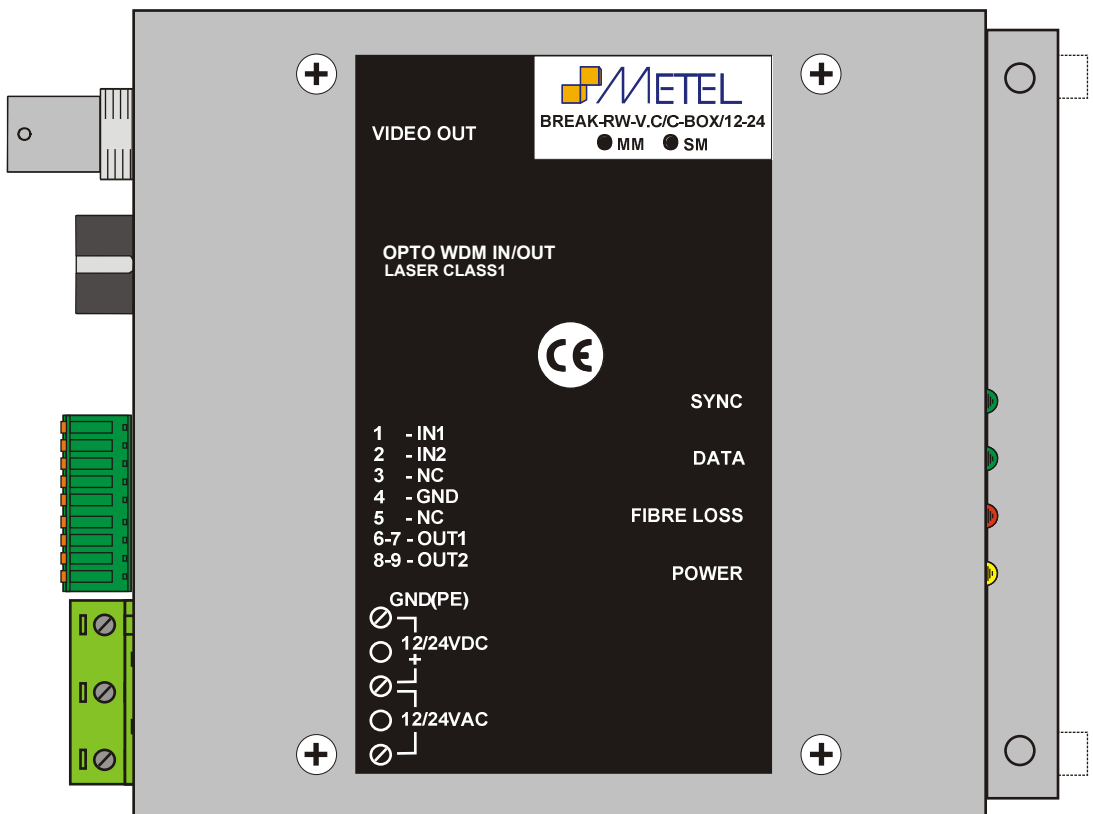 METEL
BREAK-RW-V.C/C-BOX/12-24
MM SM
VIDEO OUT
OPTO WDM IN/OUT
LASER CLASS1
CE
SYNC
DATA
FIBRE LOSS
POWER
1 - IN1
2 - IN2
3 - NC
4 - GND
5 - NC
6-7 - OUT1
8-9 - OUT2
GND(PE)
12/24VDC
+
12/24VAC